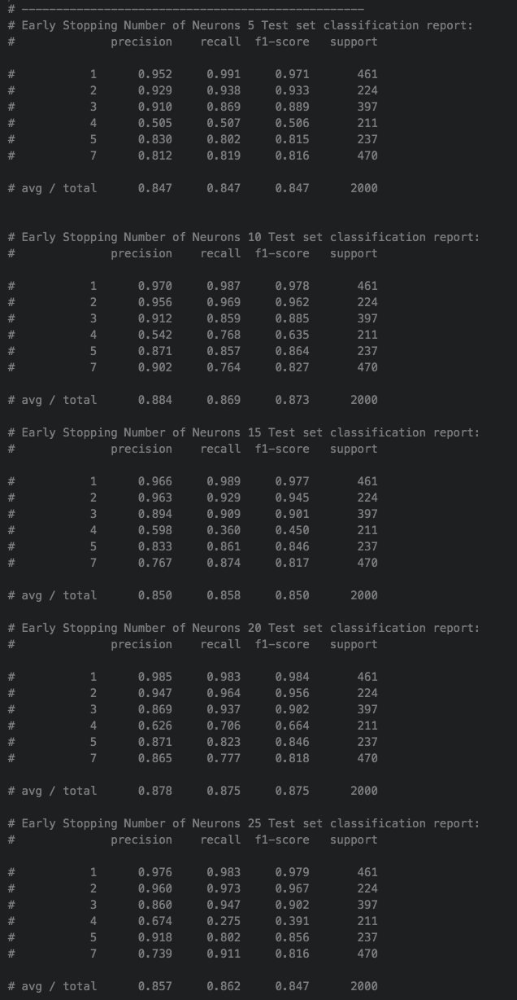 # --------------------------------------------------
# Early Stopping Number of Neurons 5 Test set classification report:
#              precision    recall  f1-score   support
#           1      0.952     0.991     0.971       461
#           2      0.929     0.938     0.933       224
#           3      0.910     0.869     0.889       397
#           4      0.505     0.507     0.506       211
#           5      0.830     0.802     0.815       237
#           7      0.812     0.819     0.816       470
# avg / total      0.847     0.847     0.847      2000
# Early Stopping Number of Neurons 10 Test set classification report:
#              precision    recall  f1-score   support
#           1      0.970     0.987     0.978       461
#           2      0.956     0.969     0.962       224
#           3      0.912     0.859     0.885       397
#           4      0.542     0.768     0.635       211
#           5      0.871     0.857     0.864       237
#           7      0.902     0.764     0.827       470
# avg / total      0.884     0.869     0.873      2000
# Early Stopping Number of Neurons 15 Test set classification report:
#              precision    recall  f1-score   support
#           1      0.966     0.989     0.977       461
#           2      0.963     0.929     0.945       224
#           3      0.894     0.909     0.901       397
#           4      0.598     0.360     0.450       211
#           5      0.833     0.861     0.846       237
#           7      0.767     0.874     0.817       470
# avg / total      0.850     0.858     0.850      2000
# Early Stopping Number of Neurons 20 Test set classification report:
#              precision    recall  f1-score   support
#           1      0.985     0.983     0.984       461
#           2      0.947     0.964     0.956       224
#           3      0.869     0.937     0.902       397
#           4      0.626     0.706     0.664       211
#           5      0.871     0.823     0.846       237
#           7      0.865     0.777     0.818       470
# avg / total      0.878     0.875     0.875      2000
# Early Stopping Number of Neurons 25 Test set classification report:
#              precision    recall  f1-score   support
#           1      0.976     0.983     0.979       461
#           2      0.960     0.973     0.967       224
#           3      0.860     0.947     0.902       397
#           4      0.674     0.275     0.391       211
#           5      0.918     0.802     0.856       237
#           7      0.739     0.911     0.816       470
# avg / total      0.857     0.862     0.847      2000